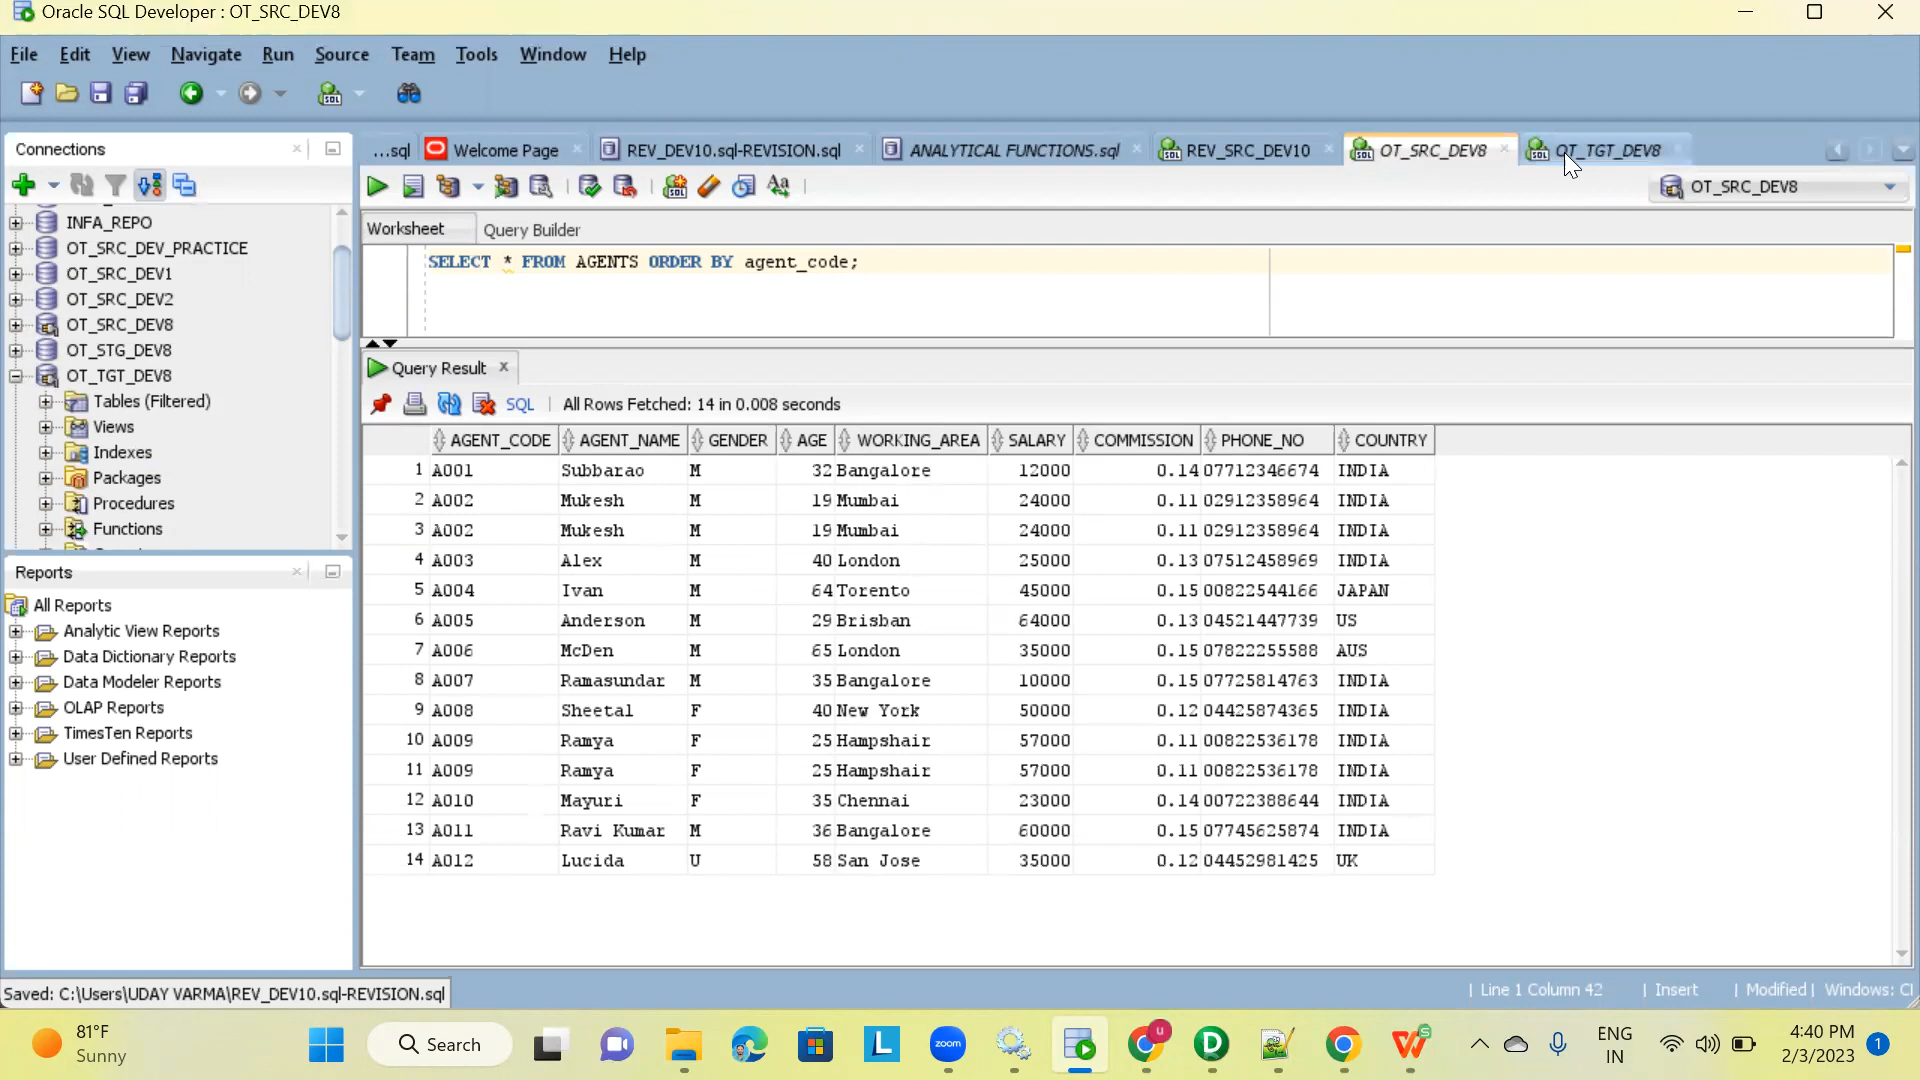 Oracle SQL Developer : OT_SRC_DEV8
File Edit View Navigate Run Source Team Tools Window Help
Connections
...sql Welcome Page REV_DEV10.sql-REVISION.sql ANALYTICAL FUNCTIONS.sql REV_SRC_DEV10 OT_SRC_DEV8 OT_TGT_DEV8
OT_SRC_DEV8
INFA_REPO
OT_SRC_DEV_PRACTICE
OT_SRC_DEV1
OT_SRC_DEV2
OT_SRC_DEV8
OT_STG_DEV8
OT_TGT_DEV8
Tables (Filtered)
Views
Indexes
Packages
Procedures
Functions
Reports
All Reports
Analytic View Reports
Data Dictionary Reports
Data Modeler Reports
OLAP Reports
TimesTen Reports
User Defined Reports
Worksheet Query Builder
SELECT * FROM AGENTS ORDER BY agent_code;
Query Result
SQL | All Rows Fetched: 14 in 0.008 seconds
AGENT_CODE AGENT_NAME GENDER AGE WORKING_AREA SALARY COMMISSION PHONE_NO COUNTRY
1 A001 Subbarao M 32 Bangalore 12000 0.14 07712346674 INDIA
2 A002 Mukesh M 19 Mumbai 24000 0.11 02912358964 INDIA
3 A002 Mukesh M 19 Mumbai 24000 0.11 02912358964 INDIA
4 A003 Alex M 40 London 25000 0.13 07512458969 INDIA
5 A004 Ivan M 64 Torento 45000 0.15 00822544166 JAPAN
6 A005 Anderson M 29 Brisban 64000 0.13 04521447739 US
7 A006 McDen M 65 London 35000 0.15 07822255588 AUS
8 A007 Ramasundar M 35 Bangalore 10000 0.15 07725814763 INDIA
9 A008 Sheetal F 40 New York 50000 0.12 04425874365 INDIA
10 A009 Ramya F 25 Hampshair 57000 0.11 00822536178 INDIA
11 A009 Ramya F 25 Hampshair 57000 0.11 00822536178 INDIA
12 A010 Mayuri F 35 Chennai 23000 0.14 00722388644 INDIA
13 A011 Ravi Kumar M 36 Bangalore 60000 0.15 07745625874 INDIA
14 A012 Lucida U 58 San Jose 35000 0.12 04452981425 UK
Saved: C:\Users\UDAY VARMA\REV_DEV10.sql-REVISION.sql
| Line 1 Column 42 | Insert | Modified | Windows: Cl
81°F
Sunny
Search
zoom
ENG
IN
4:40 PM
2/3/2023
1